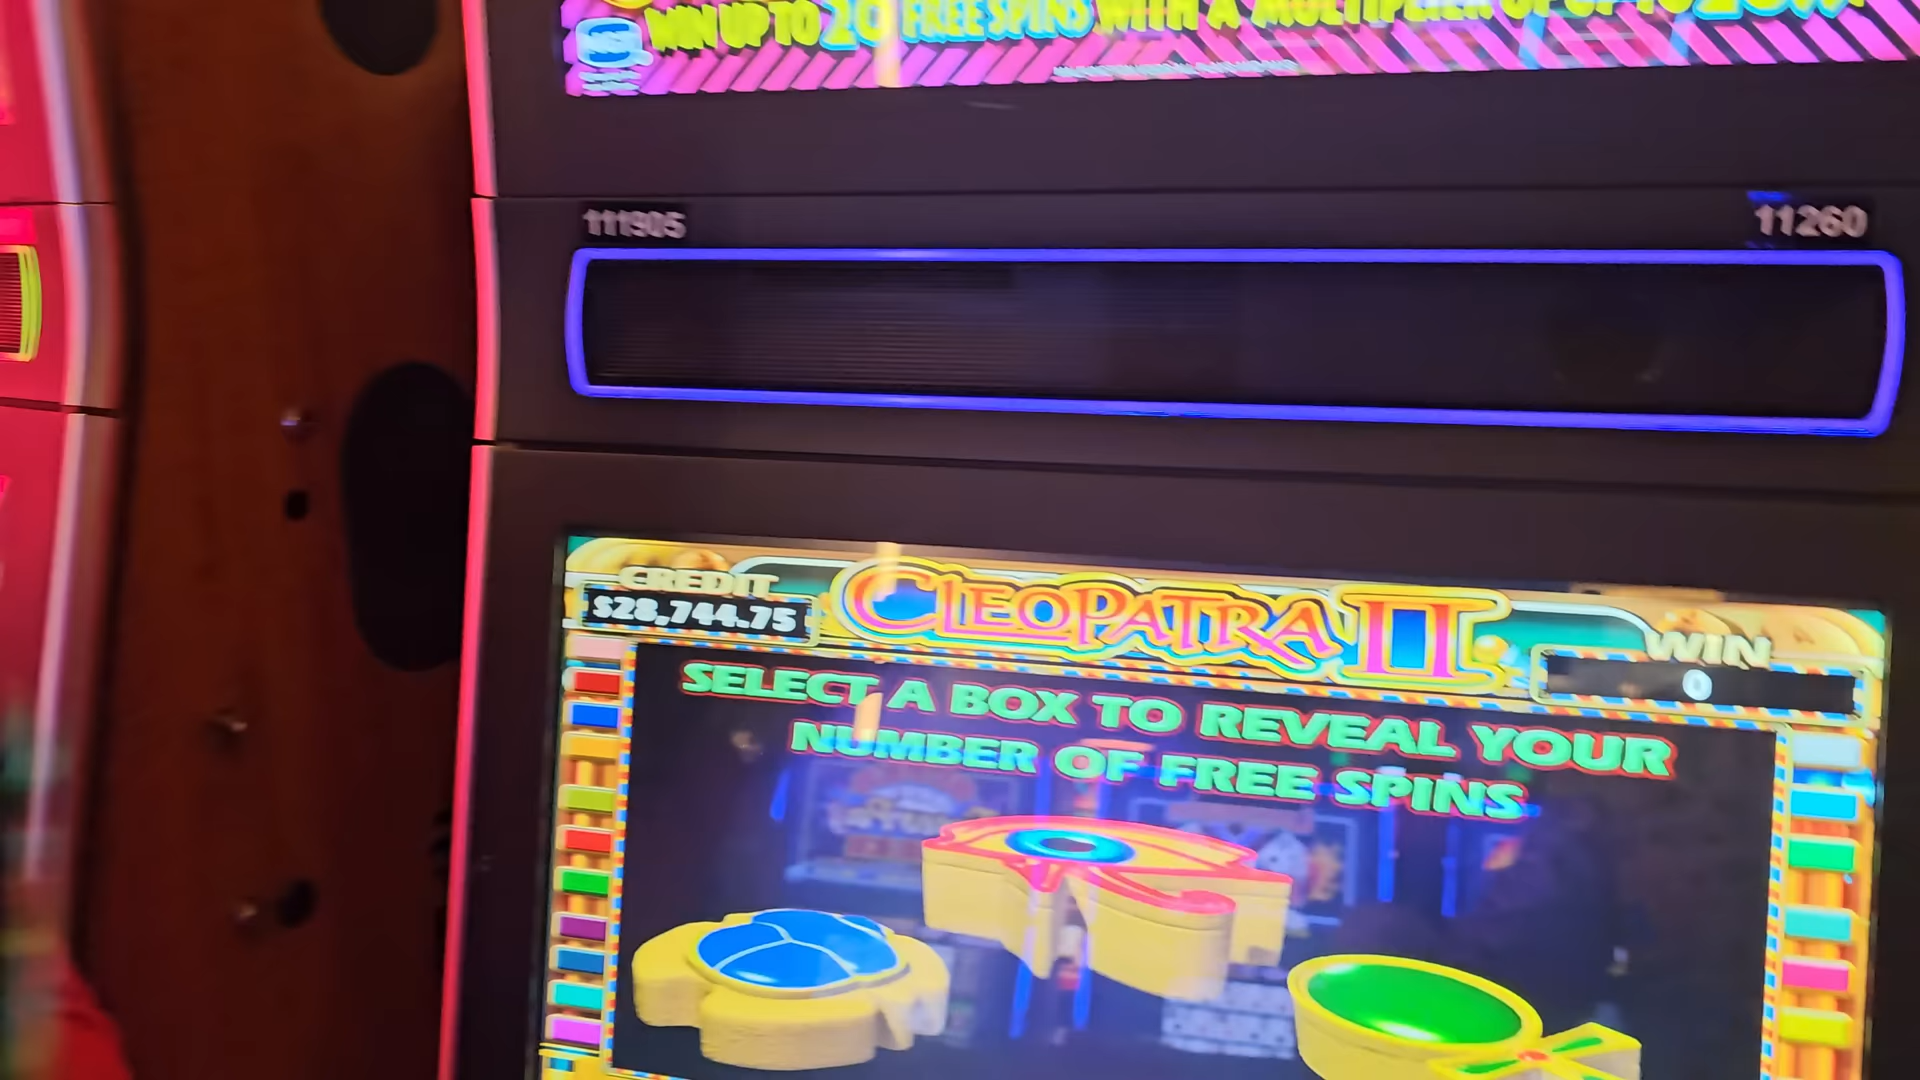 WIN UP TO 20 FREE SPINS WITH A MULTIPLIER OF UP TO
111905
11260
CREDIT
$28,744.75
CLEOPATRA II
WIN
0
SELECT A BOX TO REVEAL YOUR
NUMBER OF FREE SPINS